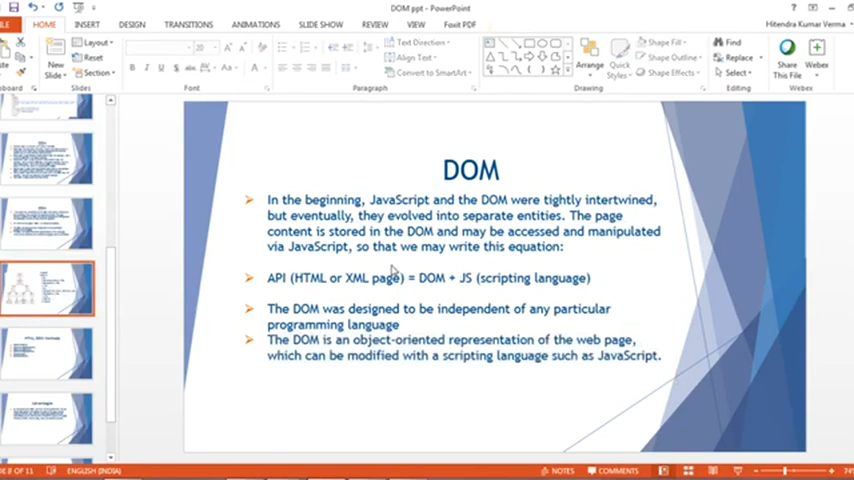 DOM ppt - PowerPoint
HOME INSERT DESIGN TRANSITIONS ANIMATIONS SLIDE SHOW REVIEW VIEW Foxit PDF
Hitendra Kumar Verma
New Slide
Layout
Reset
Section
20
B I U S abc
Text Direction
Align Text
Convert to SmartArt
Arrange
Quick Styles
Shape Fill
Shape Outline
Shape Effects
Find
Replace
Select
Share This
Webex
Slides Font Paragraph Drawing Editing Webex
DOM
In the beginning, JavaScript and the DOM were tightly intertwined,
but eventually, they evolved into separate entities. The page
content is stored in the DOM and may be accessed and manipulated
via JavaScript, so that we may write this equation:
API (HTML or XML page) = DOM + JS (scripting language)
The DOM was designed to be independent of any particular
programming language
The DOM is an object-oriented representation of the web page,
which can be modified with a scripting language such as JavaScript.
OF 11 ENGLISH (INDIA) NOTES COMMENTS